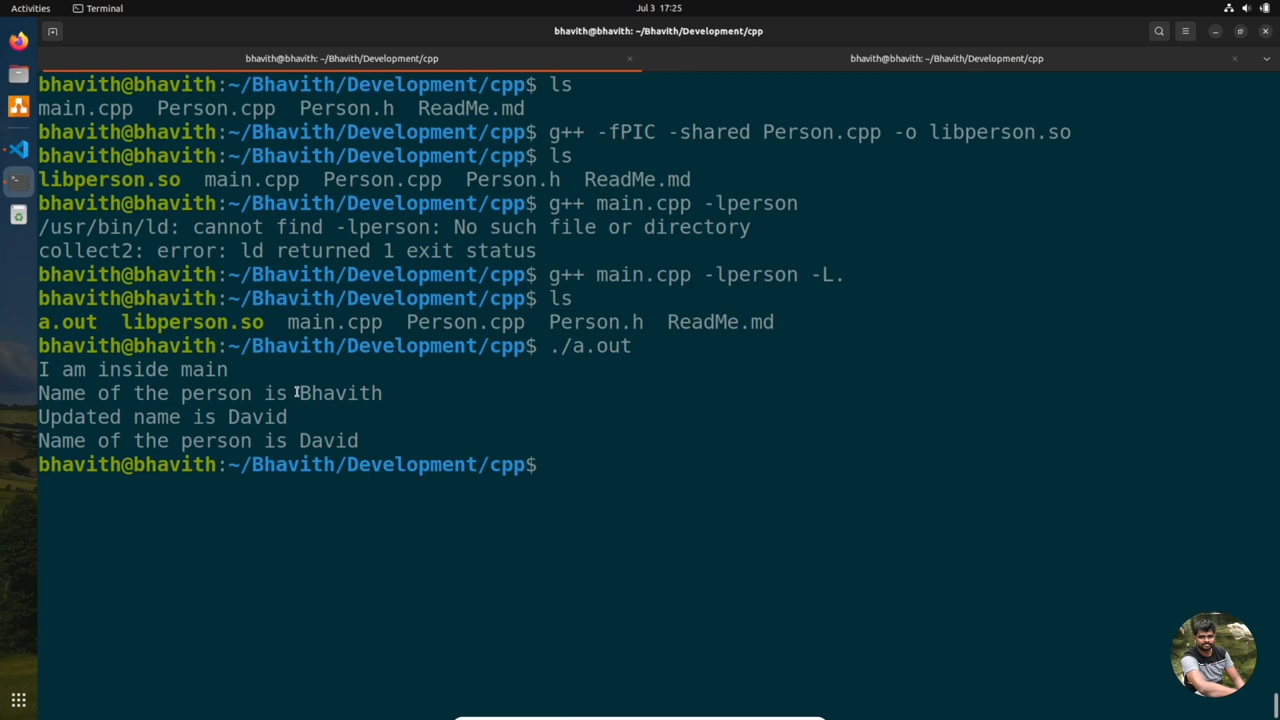 Activities
Terminal
Jul 3 17:25
bhavith@bhavith: ~/Bhavith/Development/cpp
bhavith@bhavith: ~/Bhavith/Development/cpp
bhavith@bhavith: ~/Bhavith/Development/cpp
bhavith@bhavith:~/Bhavith/Development/cpp$ ls
main.cpp  Person.cpp  Person.h  ReadMe.md
bhavith@bhavith:~/Bhavith/Development/cpp$ g++ -fPIC -shared Person.cpp -o libperson.so
bhavith@bhavith:~/Bhavith/Development/cpp$ ls
libperson.so  main.cpp  Person.cpp  Person.h  ReadMe.md
bhavith@bhavith:~/Bhavith/Development/cpp$ g++ main.cpp -lperson
/usr/bin/ld: cannot find -lperson: No such file or directory
collect2: error: ld returned 1 exit status
bhavith@bhavith:~/Bhavith/Development/cpp$ g++ main.cpp -lperson -L.
bhavith@bhavith:~/Bhavith/Development/cpp$ ls
a.out  libperson.so  main.cpp  Person.cpp  Person.h  ReadMe.md
bhavith@bhavith:~/Bhavith/Development/cpp$ ./a.out
I am inside main
Name of the person is Bhavith
Updated name is David
Name of the person is David
bhavith@bhavith:~/Bhavith/Development/cpp$